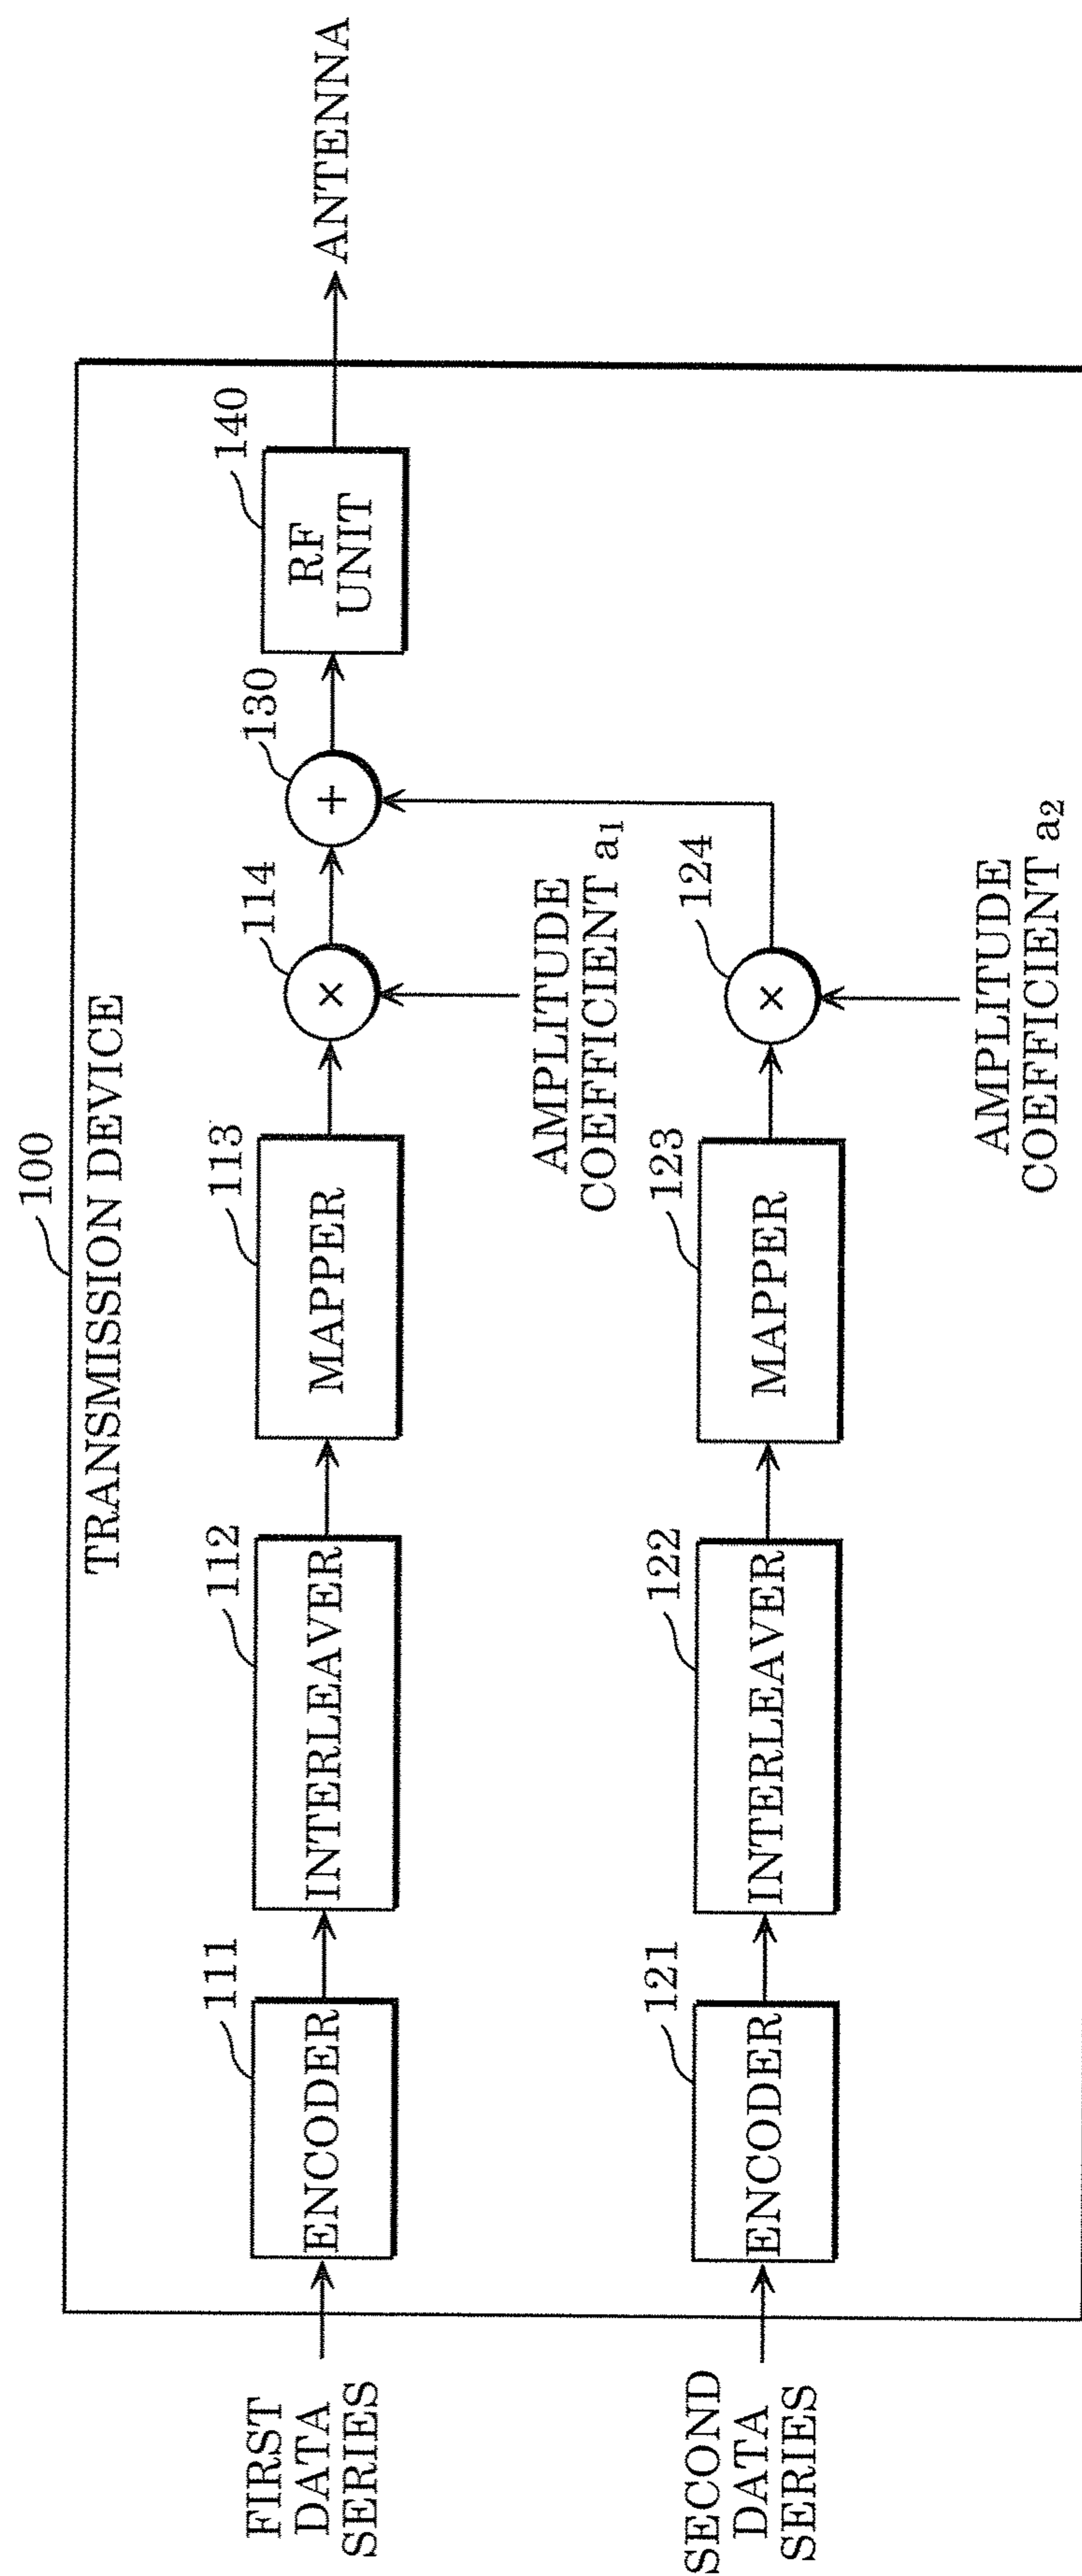 100
TRANSMISSION DEVICE
FIRST
DATA
SERIES
111
ENCODER
112
INTERLEAVER
113
MAPPER
114
×
AMPLITUDE
COEFFICIENT a1
130
+
140
RF
UNIT
ANTENNA
SECOND
DATA
SERIES
121
ENCODER
122
INTERLEAVER
123
MAPPER
124
×
AMPLITUDE
COEFFICIENT a2